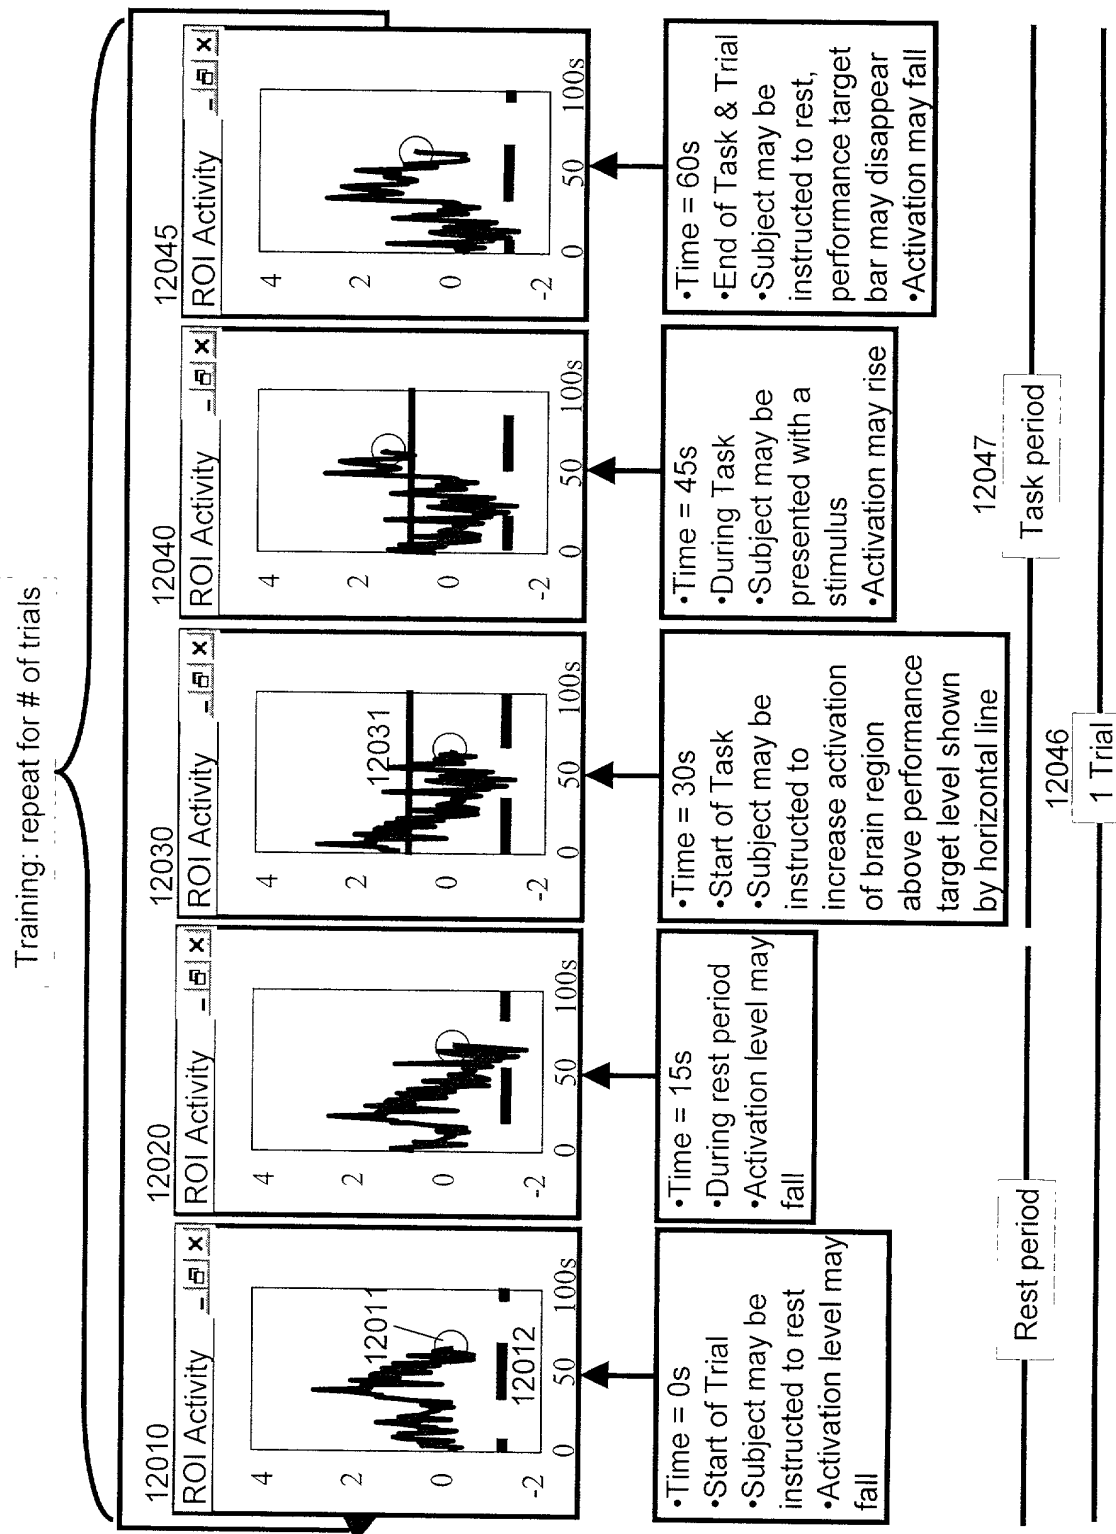 Training: repeat for # of trials
12010
ROI Activity
4
2
0
-2
0
50
100s
12011
12012
12020
ROI Activity
4
2
0
-2
0
50
100s
12030
ROI Activity
4
2
0
-2
0
50
100s
12031
12040
ROI Activity
4
2
0
-2
0
50
100s
12045
ROI Activity
4
2
0
-2
0
50
100s
•Time = 0s
•Start of Trial
•Subject may be
instructed to rest
•Activation level may
fall
•Time = 15s
•During rest period
•Activation level may
fall
•Time = 30s
•Start of Task
•Subject may be
instructed to
increase activation
of brain region
above performance
target level shown
by horizontal line
•Time = 45s
•During Task
•Subject may be
presented with a
stimulus
•Activation may rise
•Time = 60s
•End of Task & Trial
•Subject may be
instructed to rest,
performance target
bar may disappear
•Activation may fall
Rest period
12047
Task period
12046
1 Trial